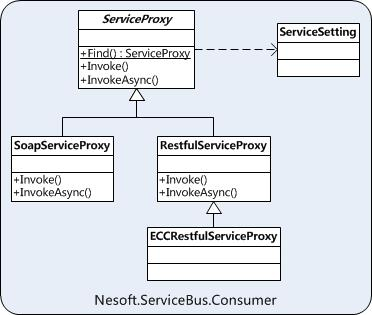 ServiceProxy
+Find() : ServiceProxy
+Invoke()
+InvokeAsync()
ServiceSetting
SoapServiceProxy
+Invoke()
+InvokeAsync()
RestfulServiceProxy
+Invoke()
+InvokeAsync()
ECCRestfulServiceProxy
Nesoft.ServiceBus.Consumer